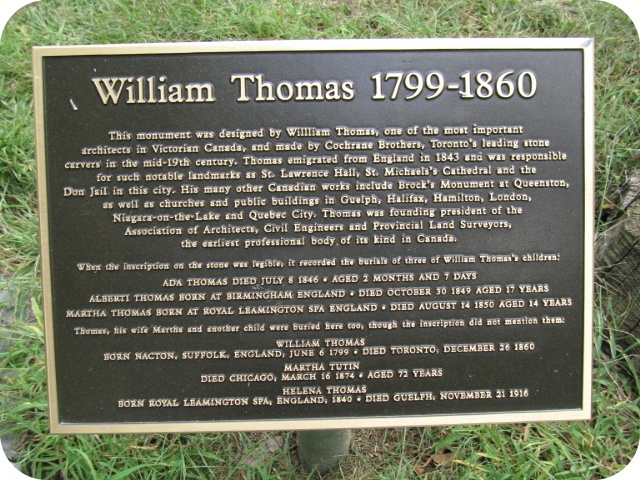 William Thomas 1799-1860
This monument was designed by Willliam Thomas, one of the most important
architects in Victorian Canada, and made by Cochrane Brothers, Toronto's leading stone
carvers in the mid-19th century. Thomas emigrated from England in 1843 and was responsible
for such notable landmarks as St. Lawrence Hall, St. Michaels's Cathedral and the
Don Jail in this city. His many other Canadian works include Brock's Monument at Queenston,
as well as churches and public buildings in Guelph, Halifax, Hamilton, London,
Niagara-on-the-Lake and Quebec City. Thomas was founding president of the
Association of Architects, Civil Engineers and Provincial Land Surveyors,
the earliest professional body of its kind in Canada.
When the inscription on the stone was legible, it recorded the burials of three of William Thomas's children:
ADA THOMAS DIED JULY 8 1846 • AGED 2 MONTHS AND 7 DAYS
ALBERTI THOMAS BORN AT BIRMINGHAM ENGLAND • DIED OCTOBER 30 1849 AGED 17 YEARS
MARTHA THOMAS BORN AT ROYAL LEAMINGTON SPA ENGLAND • DIED AUGUST 14 1850 AGED 14 YEARS
Thomas, his wife Martha and another child were buried here too, though the inscription did not mention them:
WILLIAM THOMAS
BORN NACTON, SUFFOLK, ENGLAND, JUNE 6 1799 • DIED TORONTO, DECEMBER 26 1860
MARTHA TUTIN
DIED CHICAGO, MARCH 16 1874 • AGED 72 YEARS
HELENA THOMAS
BORN ROYAL LEAMINGTON SPA, ENGLAND, 1840 • DIED GUELPH, NOVEMBER 21 1916